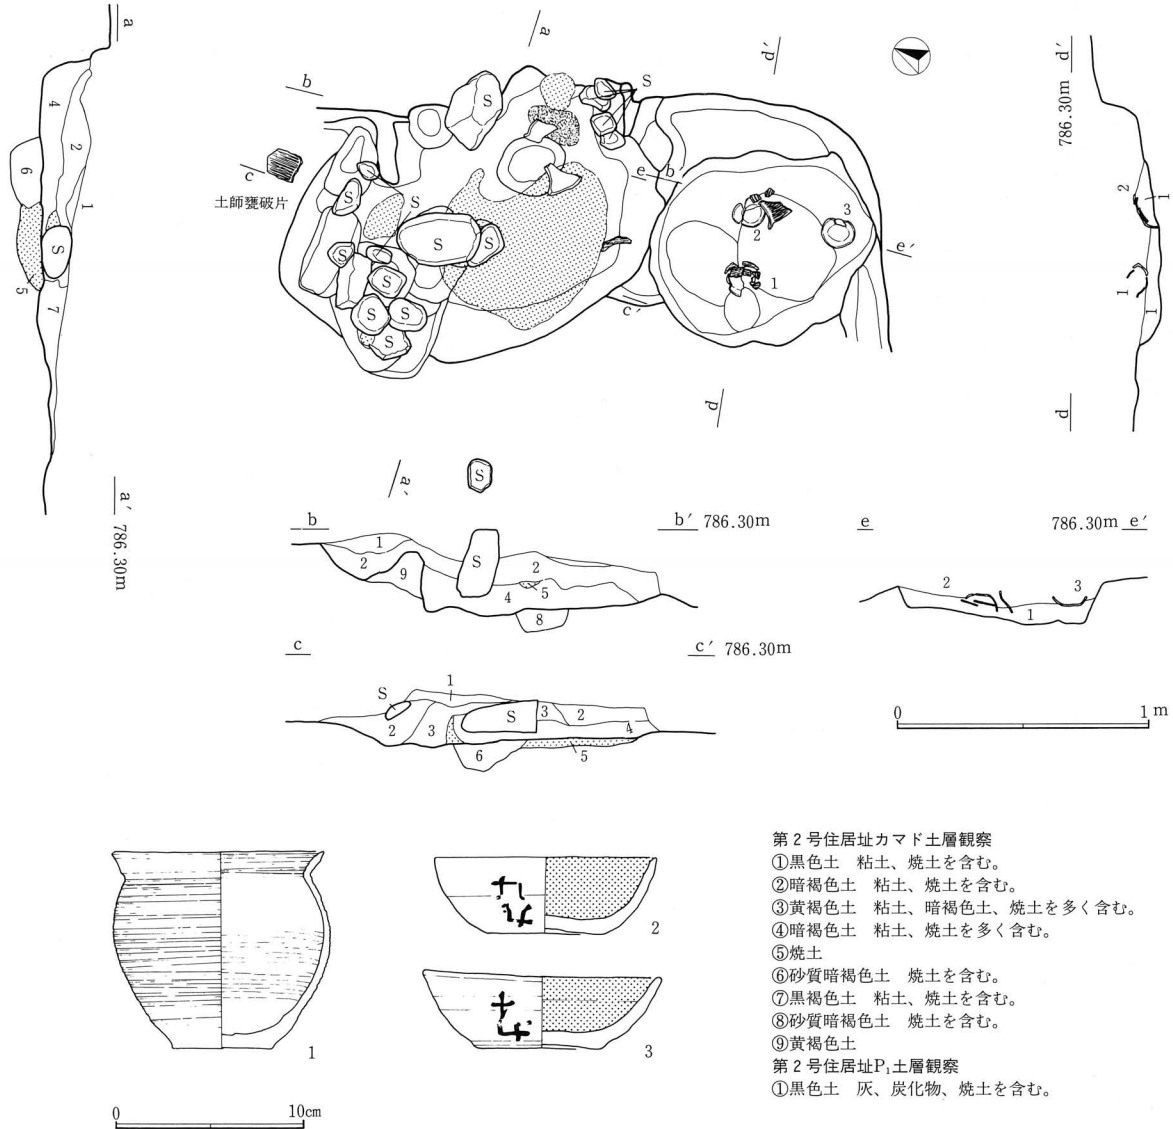 a
a′ 786.30m
4
2
1
6
S
5
7
b
a
d′
S
S
c
土師甕破片
S
S
S
S
S
S
S
S
S
e
b′
2
3
1
e′
c′
d
a′
S
d′
786.30m
2
1
1
1
d
b
b′ 786.30m
1
2
9
S
2
4
5
8
e
786.30m e′
2
3
1
c
c′ 786.30m
S
1
2
3
S
3
2
4
6
5
0 1m
1
2
3
0 10cm
第2号住居址カマド土層観察
①黒色土 粘土、焼土を含む。
②暗褐色土 粘土、焼土を含む。
③黄褐色土 粘土、暗褐色土、焼土を多く含む。
④暗褐色土 粘土、焼土を多く含む。
⑤焼土
⑥砂質暗褐色土 焼土を含む。
⑦黒褐色土 粘土、焼土を含む。
⑧砂質暗褐色土 焼土を含む。
⑨黄褐色土
第2号住居址P₁土層観察
①黒色土 灰、炭化物、焼土を含む。